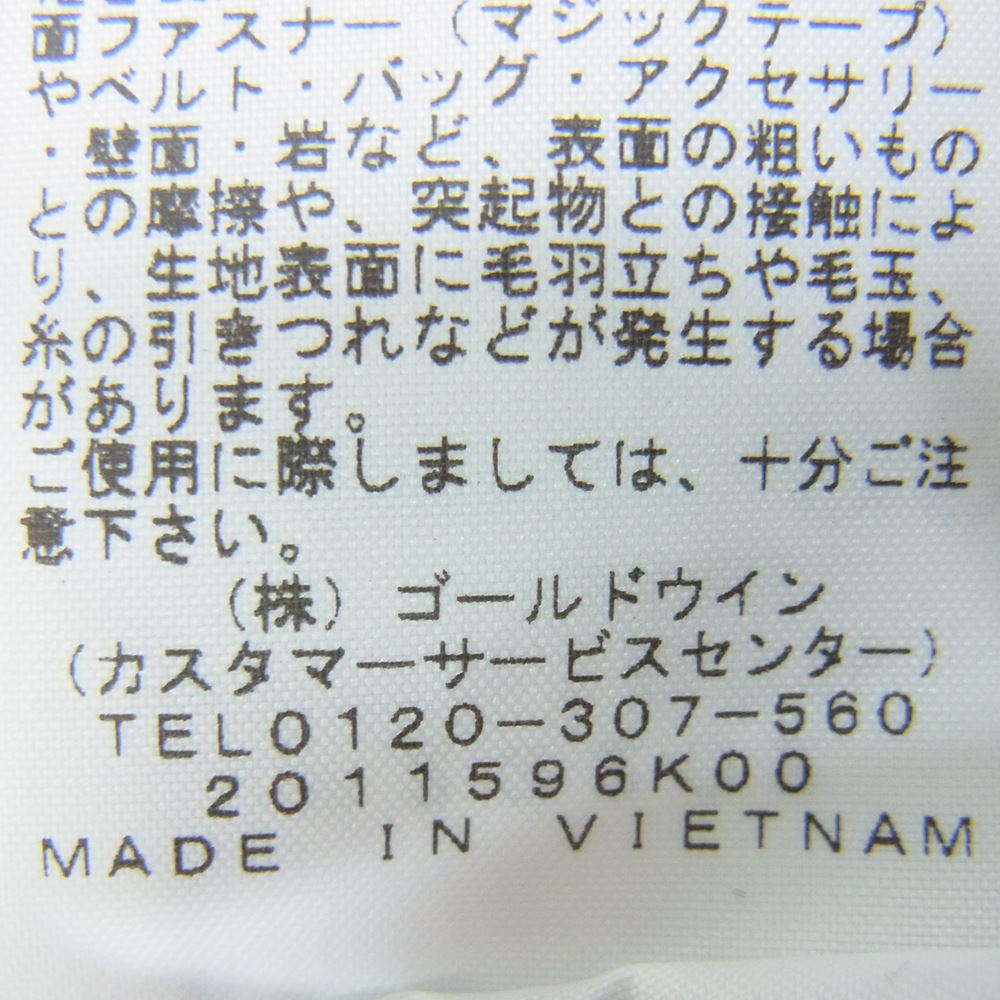 面ファスナー（マジックテープ）
やベルト・バッグ・アクセサリー
・壁面・岩など、表面の粗いもの
との摩擦や、突起物との接触によ
り、生地表面に毛羽立ちや毛玉、
糸の引きつれなどが発生する場合
があります。
ご使用に際しましては、十分ご注
意下さい。
（株）ゴールドウイン
（カスタマーサービスセンター）
TEL0120-307-560
2011596K00
MADE IN VIETNAM